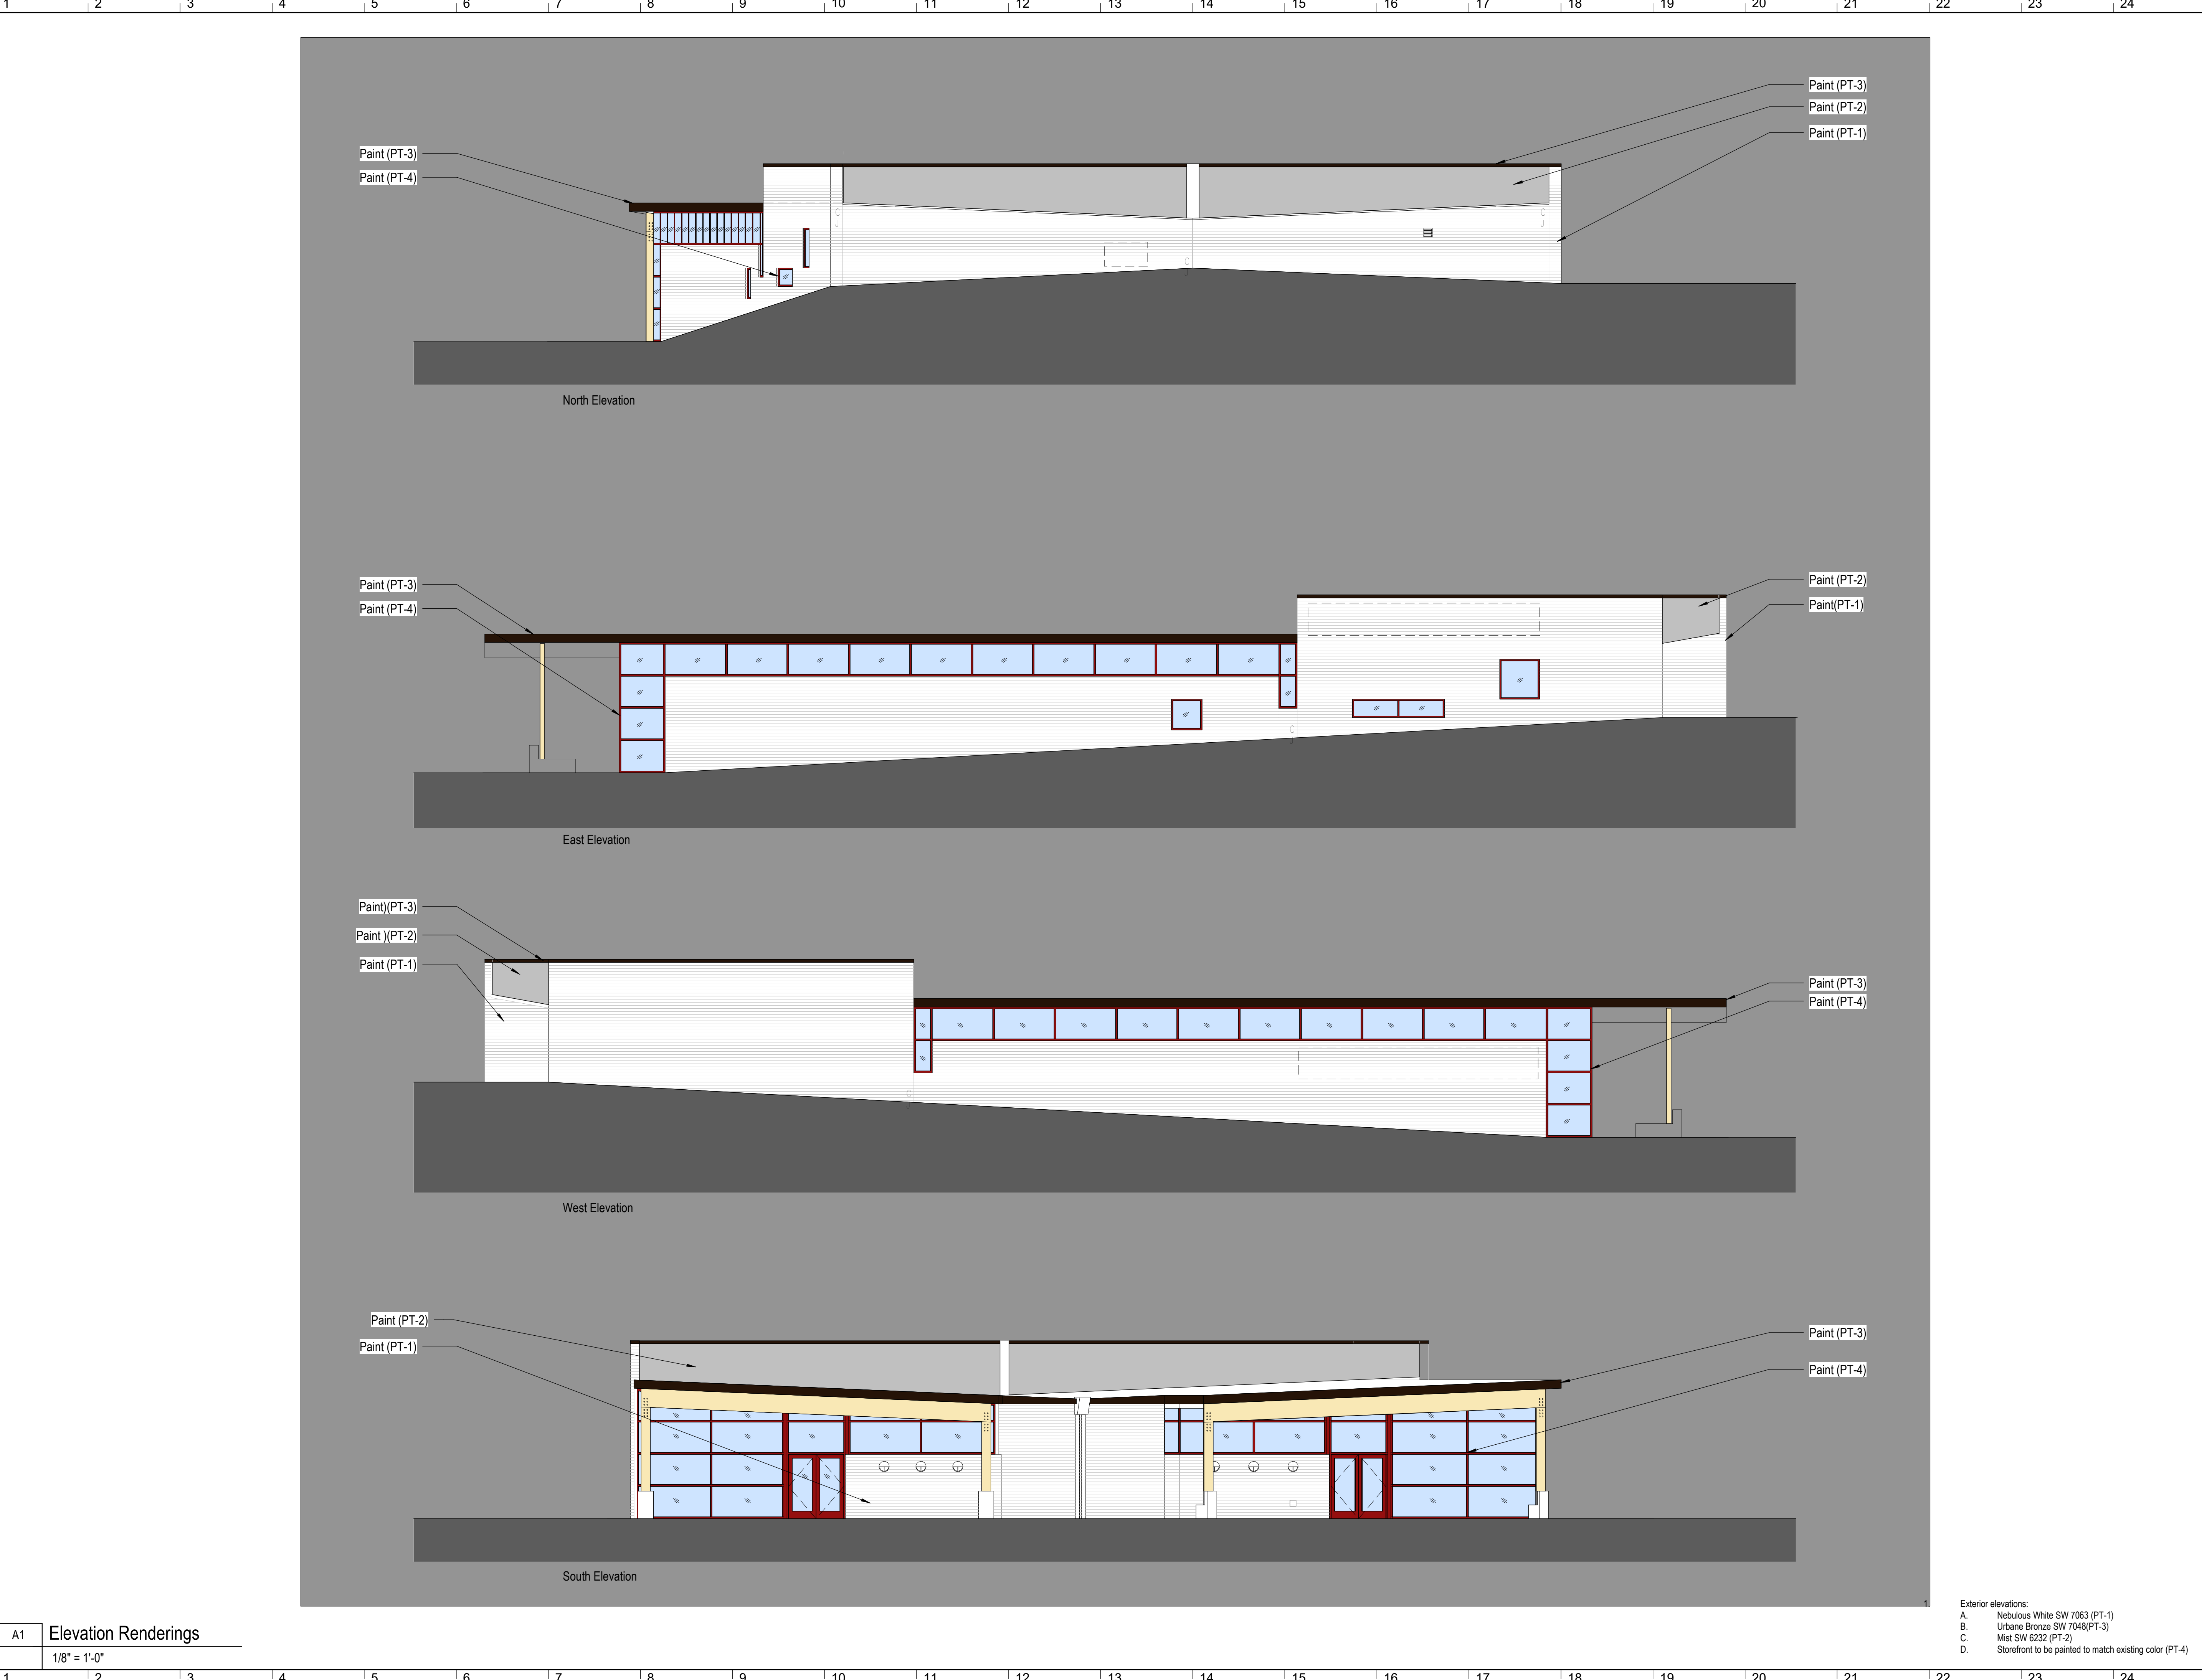 1 2 3 4 5 6 7 8 9 10 11 12 13 14 15 16 17 18 19 20 21 22 23 24
Paint (PT-3)
Paint (PT-2)
Paint (PT-1)
Paint (PT-3)
Paint (PT-4)
C
J
C
J
C
North Elevation
Paint (PT-3)
Paint (PT-4)
Paint (PT-2)
Paint(PT-1)
C
East Elevation
Paint)(PT-3)
Paint )(PT-2)
Paint (PT-1)
Paint (PT-3)
Paint (PT-4)
C
West Elevation
Paint (PT-2)
Paint (PT-1)
Paint (PT-3)
Paint (PT-4)
South Elevation
1
Exterior elevations:
A. Nebulous White SW 7063 (PT-1)
B. Urbane Bronze SW 7048(PT-3)
C. Mist SW 6232 (PT-2)
D. Storefront to be painted to match existing color (PT-4)
A1 Elevation Renderings
1/8" = 1'-0"
1 2 3 4 5 6 7 8 9 10 11 12 13 14 15 16 17 18 19 20 21 22 23 24